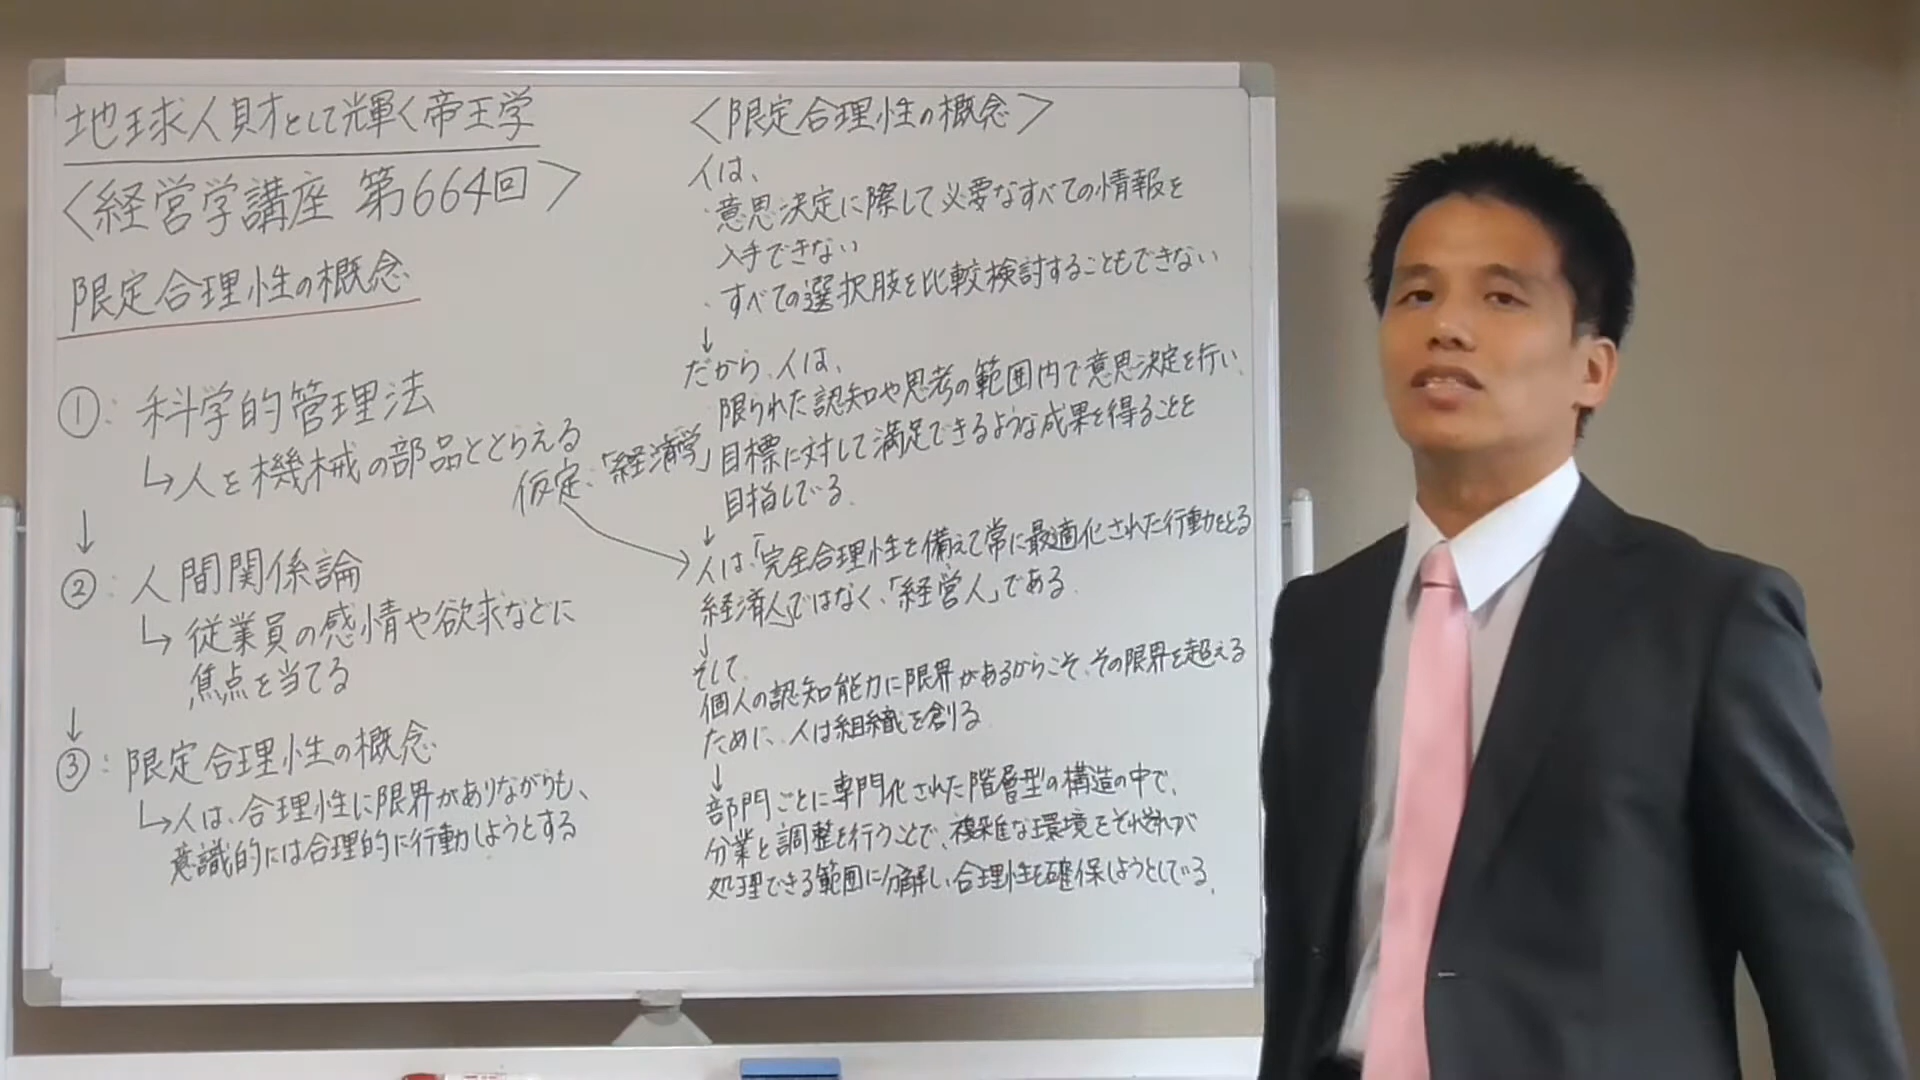 地球人財として輝く帝王学
〈経営学講座 第664回〉
限定合理性の概念
①: 科学的管理法
↳人を機械の部品ととらえる
↓
②: 人間関係論
↳従業員の感情や欲求などに
焦点を当てる
↓
③: 限定合理性の概念
↳人は、合理性に限界がありながらも、
意識的には合理的に行動しようとする
〈限定合理性の概念〉
人は、
・意思決定に際して必要なすべての情報を
入手できない
・すべての選択肢を比較検討することもできない
↓
だから、人は、
限られた認知や思考の範囲内で意思決定を行い、
目標に対して満足できるような成果を得ることを
目指している。
仮定:「経済学」
↓
人は、「完全合理性を備えて常に最適化された行動をとる
経済人」ではなく、「経営人」である。
↓
そして、
個人の認知能力に限界があるからこそ、その限界を超える
ために、人は組織を創る
↓
部門ごとに専門化された階層型の構造の中で、
分業と調整を行うことで、複雑な環境をそれぞれが
処理できる範囲に分解し、合理性を確保しようとしている。